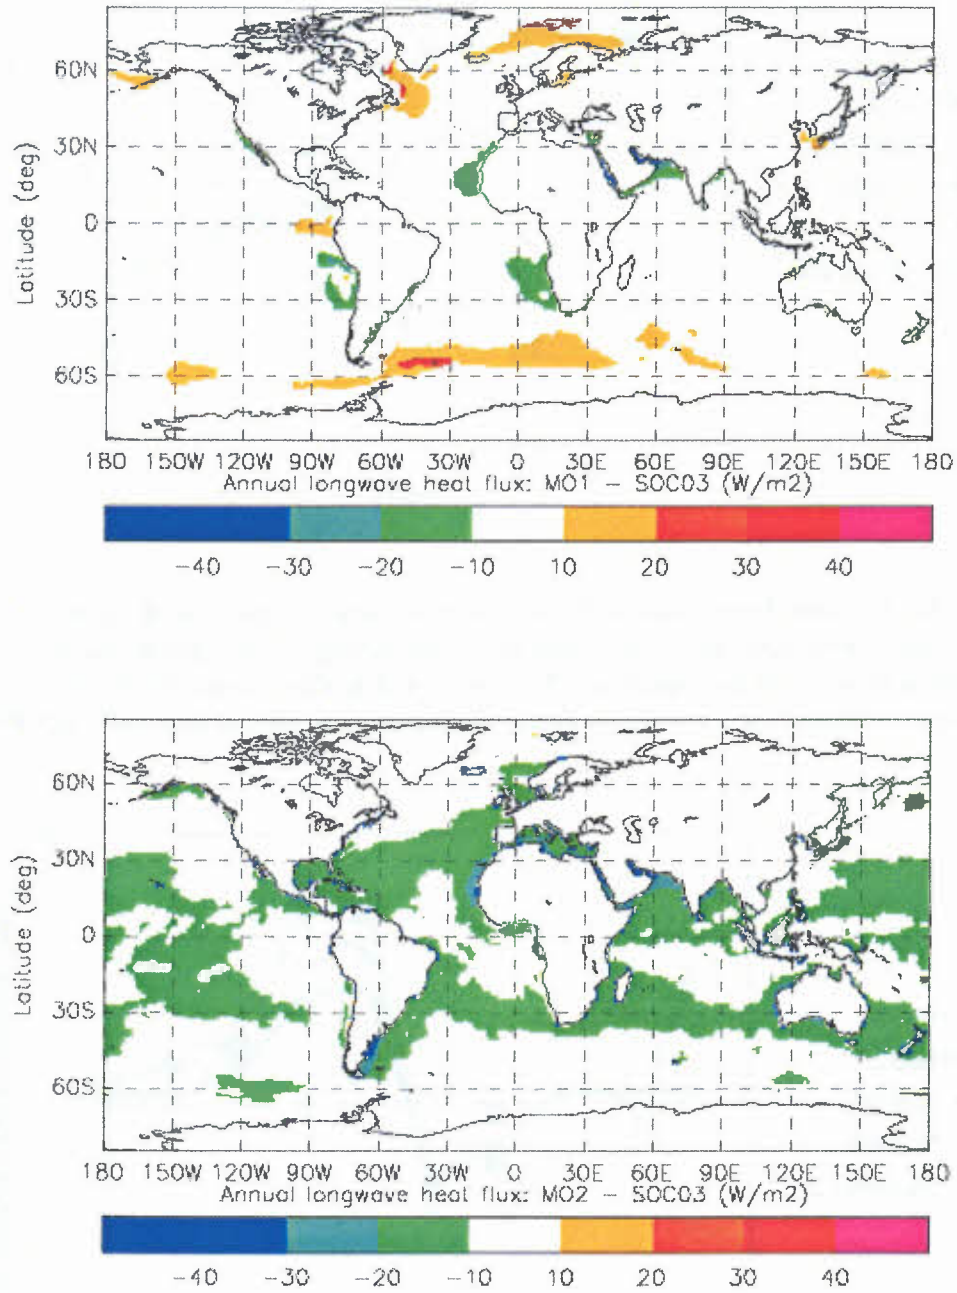 60N
30N
0
30S
60S
Latitude (deg)
180 150W 120W 90W 60W 30W 0 30E 60E 90E 120E 150E 180
Annual longwave heat flux: MO1 – SOC03 (W/m2)
−40 −30 −20 −10 10 20 30 40
60N
30N
0
30S
60S
Latitude (deg)
180 150W 120W 90W 60W 30W 0 30E 60E 90E 120E 150E 180
Annual longwave heat flux: MO2 – SOC03 (W/m2)
−40 −30 −20 −10 10 20 30 40